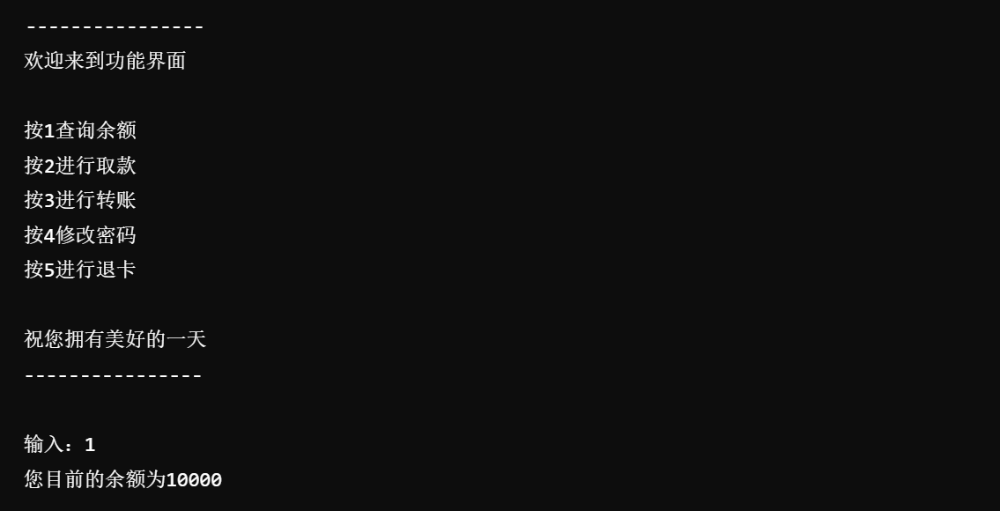 ----------------
欢迎来到功能界面
按1查询余额
按2进行取款
按3进行转账
按4修改密码
按5进行退卡
祝您拥有美好的一天
----------------
输入：1
您目前的余额为10000